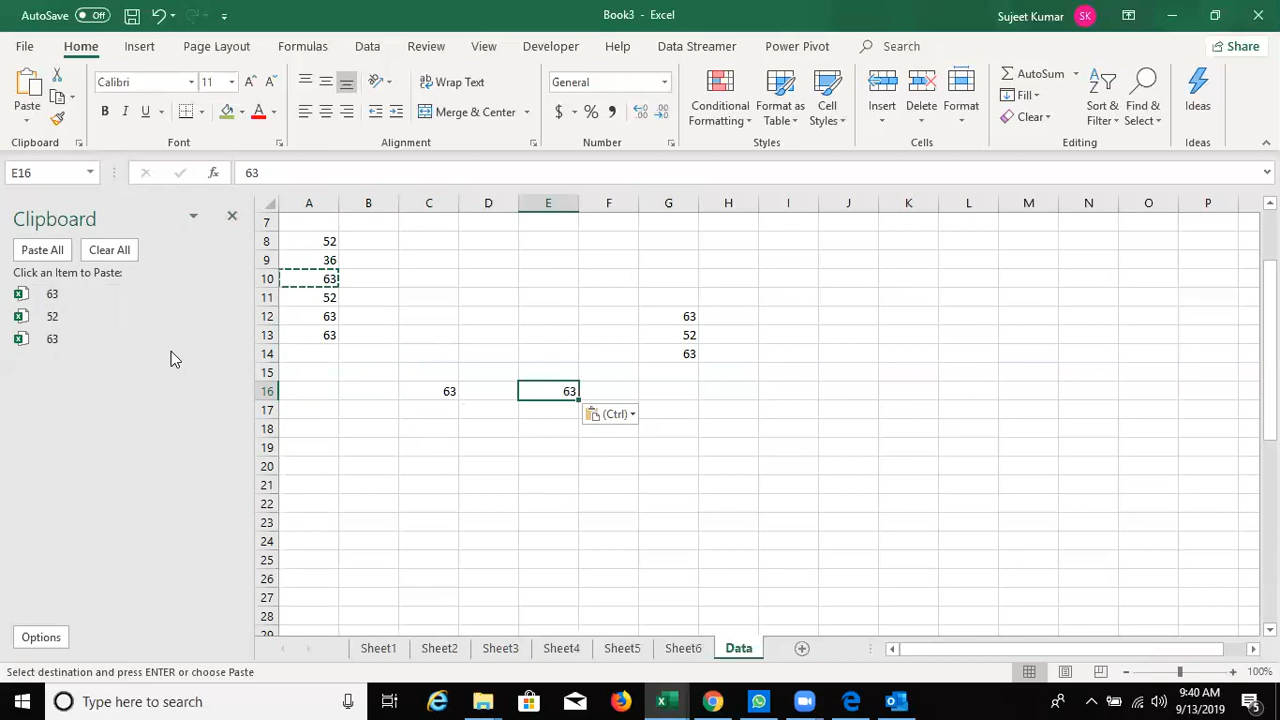 AutoSave Off Book3 - Excel Sujeet Kumar SK
File Home Insert Page Layout Formulas Data Review View Developer Help Data Streamer Power Pivot Search Share
Calibri 11 Wrap Text General AutoSum
Paste Conditional Formatting Format as Table Cell Styles Insert Delete Format Fill Sort & Filter Find & Select Ideas
B I U Merge & Center $ % , Clear
Clipboard Font Alignment Number Styles Cells Editing Ideas
E16 fx 63
Clipboard
Paste All Clear All
Click an Item to Paste:
63
52
63
Options
A B C D E F G H I J K L M N O P
7
8 52
9 36
10 63
11 52
12 63 63
13 63 52
14 63
15
16 63 63
17 (Ctrl)
18
19
20
21
22
23
24
25
26
27
28
29
Sheet1 Sheet2 Sheet3 Sheet4 Sheet5 Sheet6 Data
Select destination and press ENTER or choose Paste 100%
Type here to search 9:40 AM
9/13/2019 5